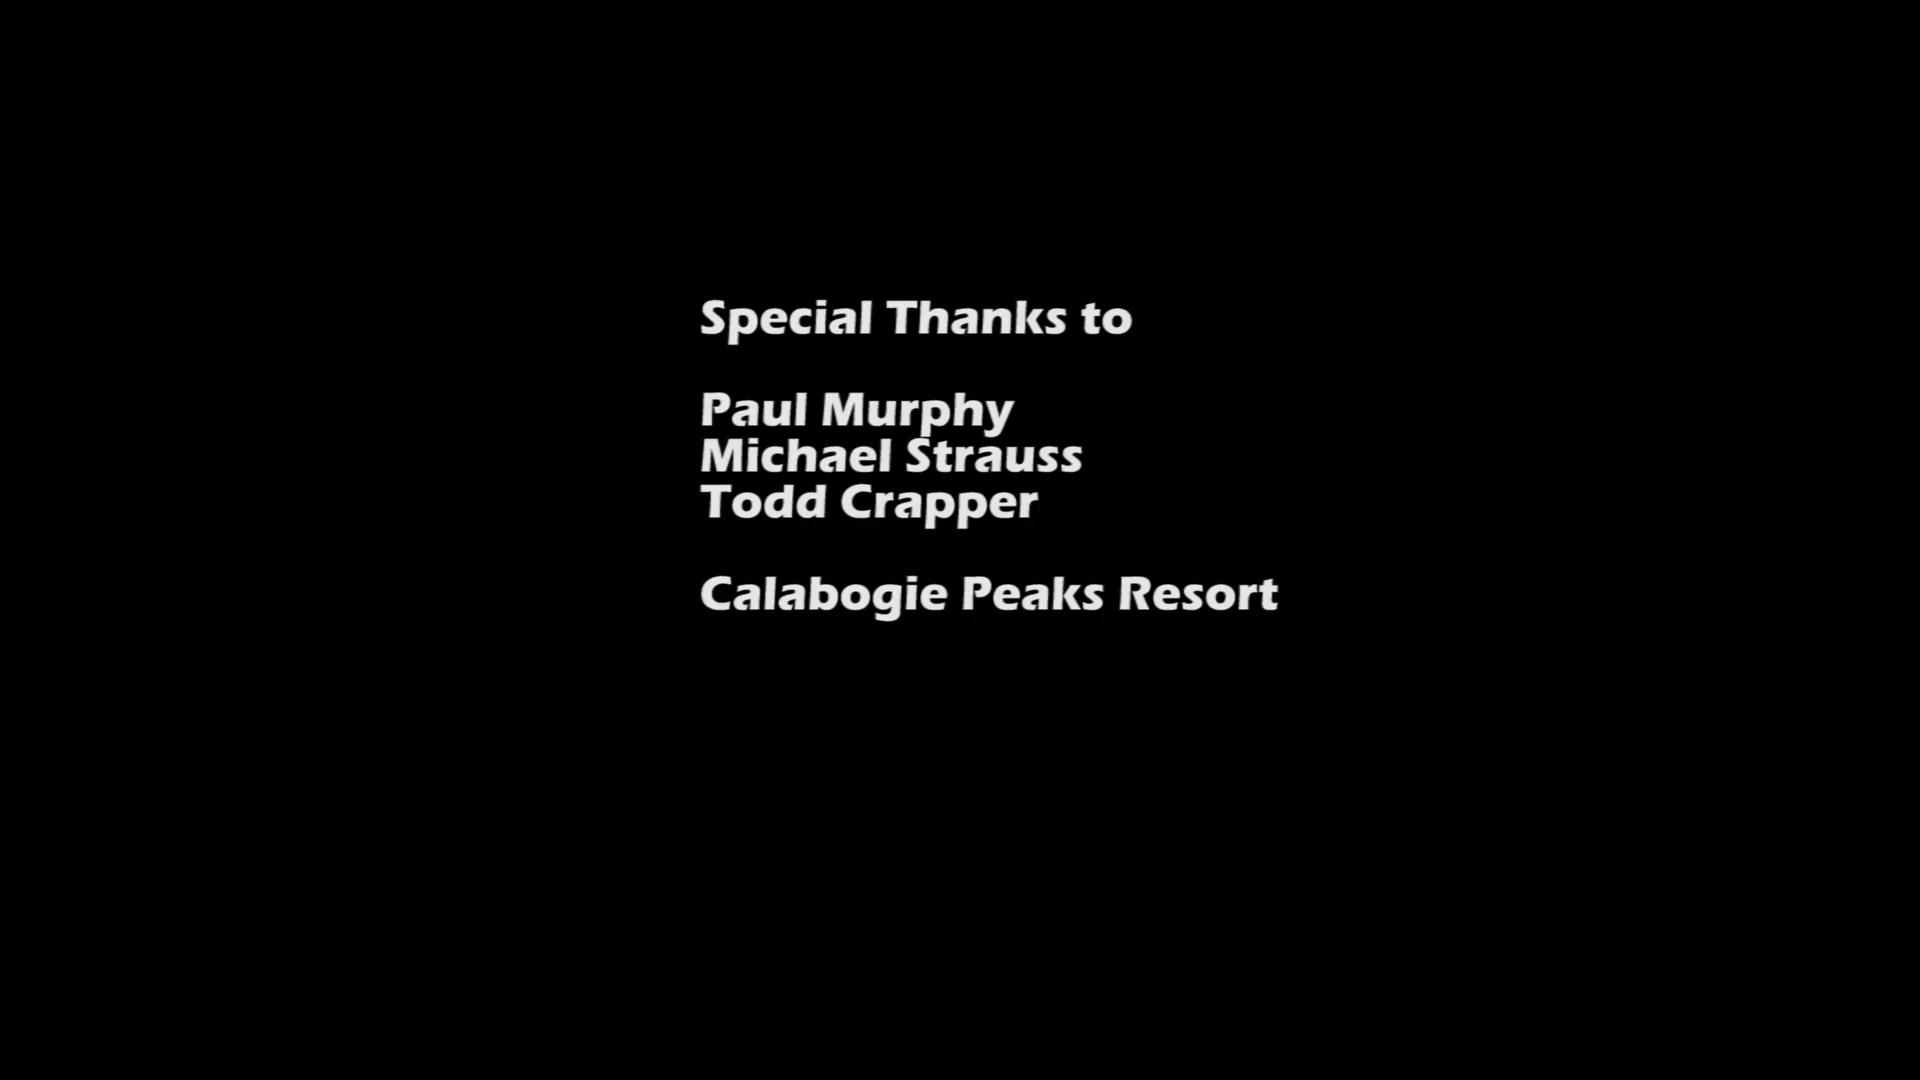 Special Thanks to
Paul Murphy
Michael Strauss
Todd Crapper
Calabogie Peaks Resort